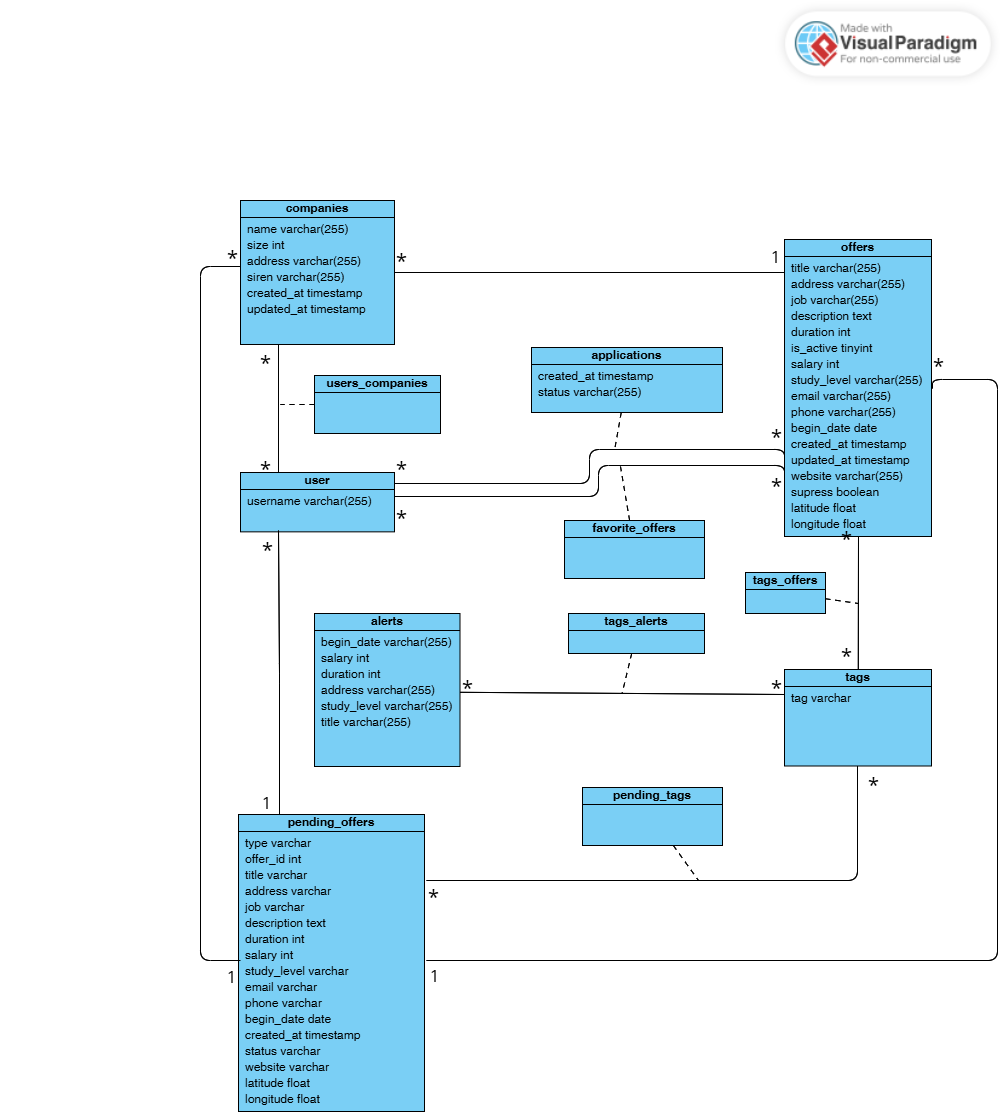 Made with
Visual Paradigm
For non-commercial use
companies
name varchar(255)
size int
address varchar(255)
siren varchar(255)
created_at timestamp
updated_at timestamp
*
*
*
1
offers
title varchar(255)
address varchar(255)
job varchar(255)
description text
duration int
is_active tinyint
salary int
study_level varchar(255)
email varchar(255)
phone varchar(255)
begin_date date
created_at timestamp
updated_at timestamp
website varchar(255)
supress boolean
latitude float
longitude float
*
*
*
*
applications
created_at timestamp
status varchar(255)
users_companies
user
username varchar(255)
*
*
*
*
favorite_offers
tags_offers
alerts
begin_date varchar(255)
salary int
duration int
address varchar(255)
study_level varchar(255)
title varchar(255)
*
tags_alerts
*
*
tags
tag varchar
*
pending_tags
1
pending_offers
type varchar
offer_id int
title varchar
address varchar
job varchar
description text
duration int
salary int
study_level varchar
email varchar
phone varchar
begin_date date
created_at timestamp
status varchar
website varchar
latitude float
longitude float
*
1
1